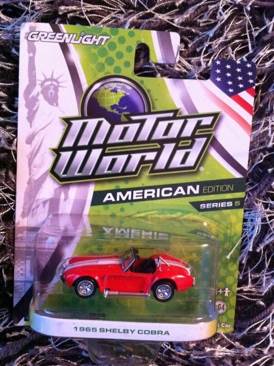 GREENLIGHT
MoToR
World
AMERICAN EDITION
SERIES 5
1965 SHELBY COBRA